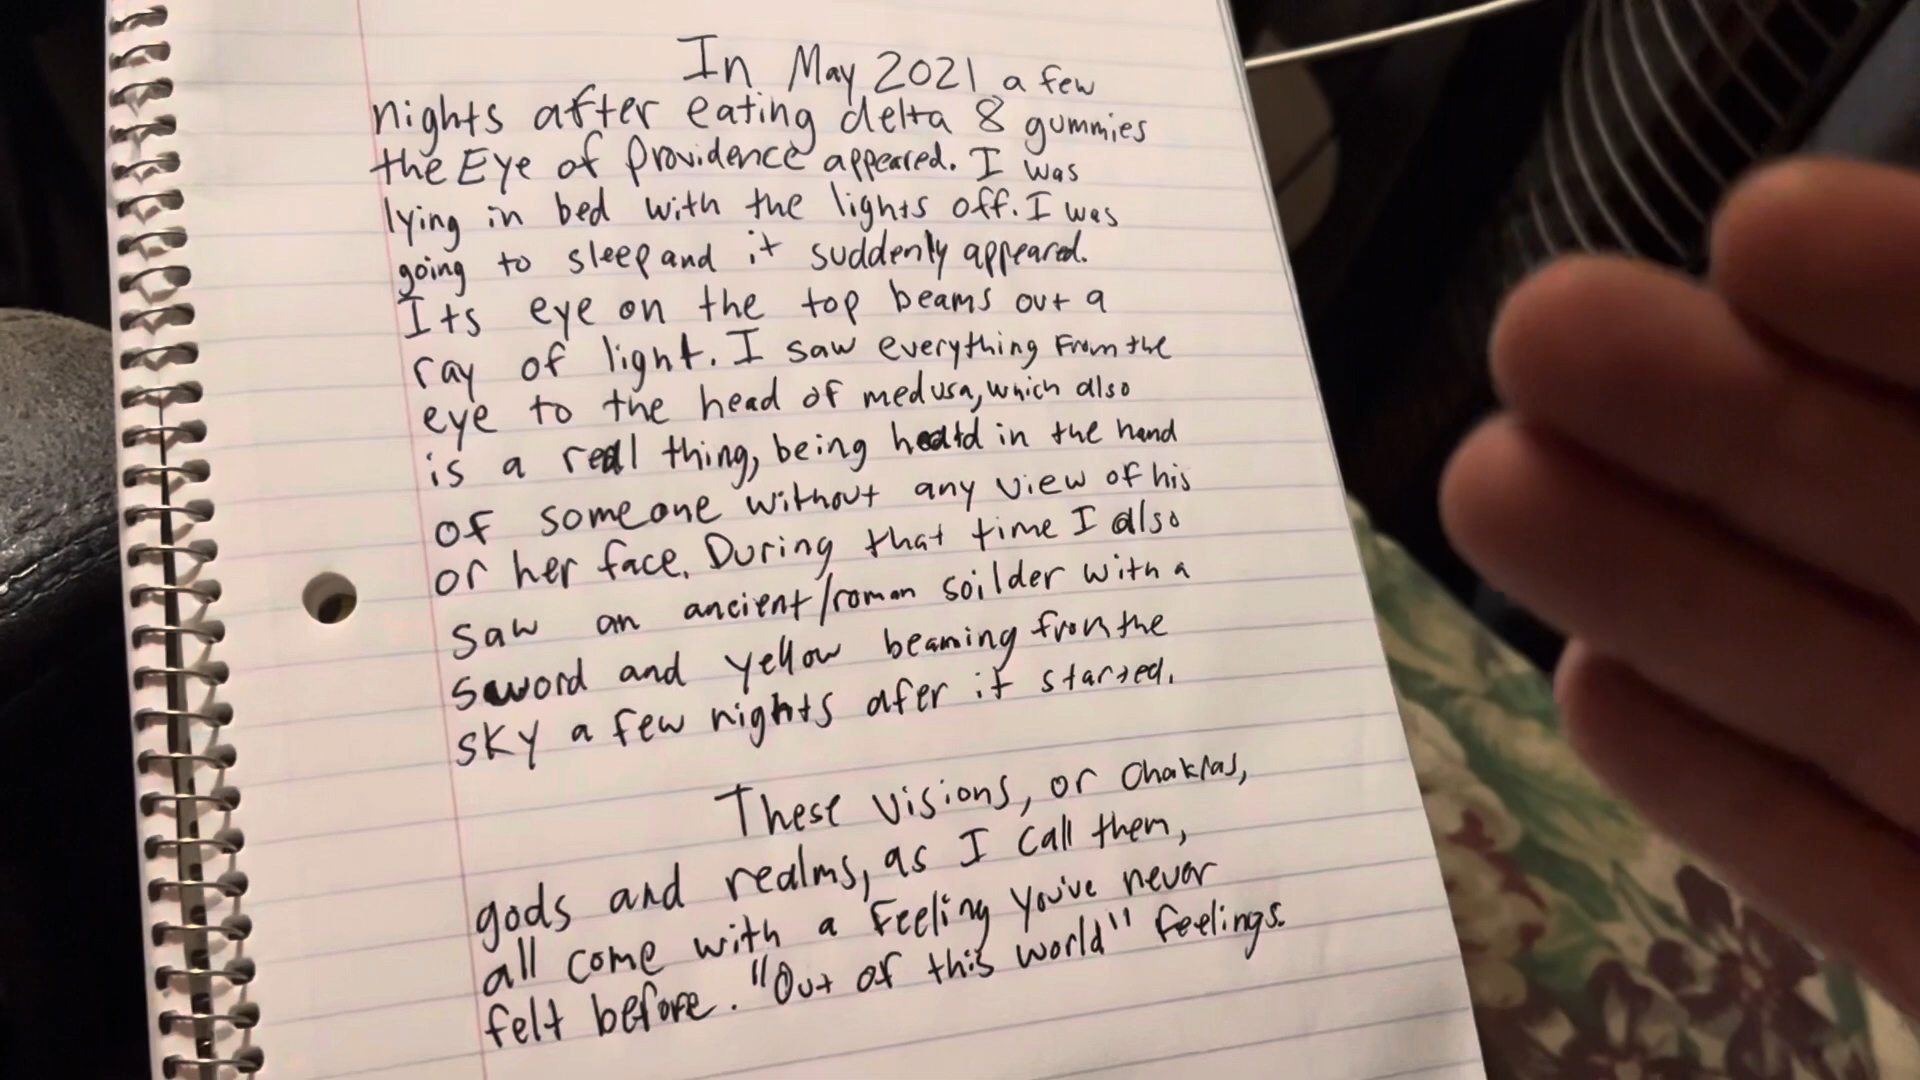 In May 2021 a few
nights after eating delta 8 gummies
the Eye of Providence appeared. I was
lying in bed with the lights off. I was
going to sleep and it suddenly appeared.
Its eye on the top beams out a
ray of light. I saw everything from the
eye to the head of medusa, which also
is a real thing, being in the hand
of someone without any view of his
or her face. During that time I also
saw an ancient/roman soilder with a
sword and yellow beaming from the
sky a few nights afer it started.
These visions, or chakras,
gods and realms, as I call them,
all come with a feeling you've never
felt before. "Out of this world" feelings.